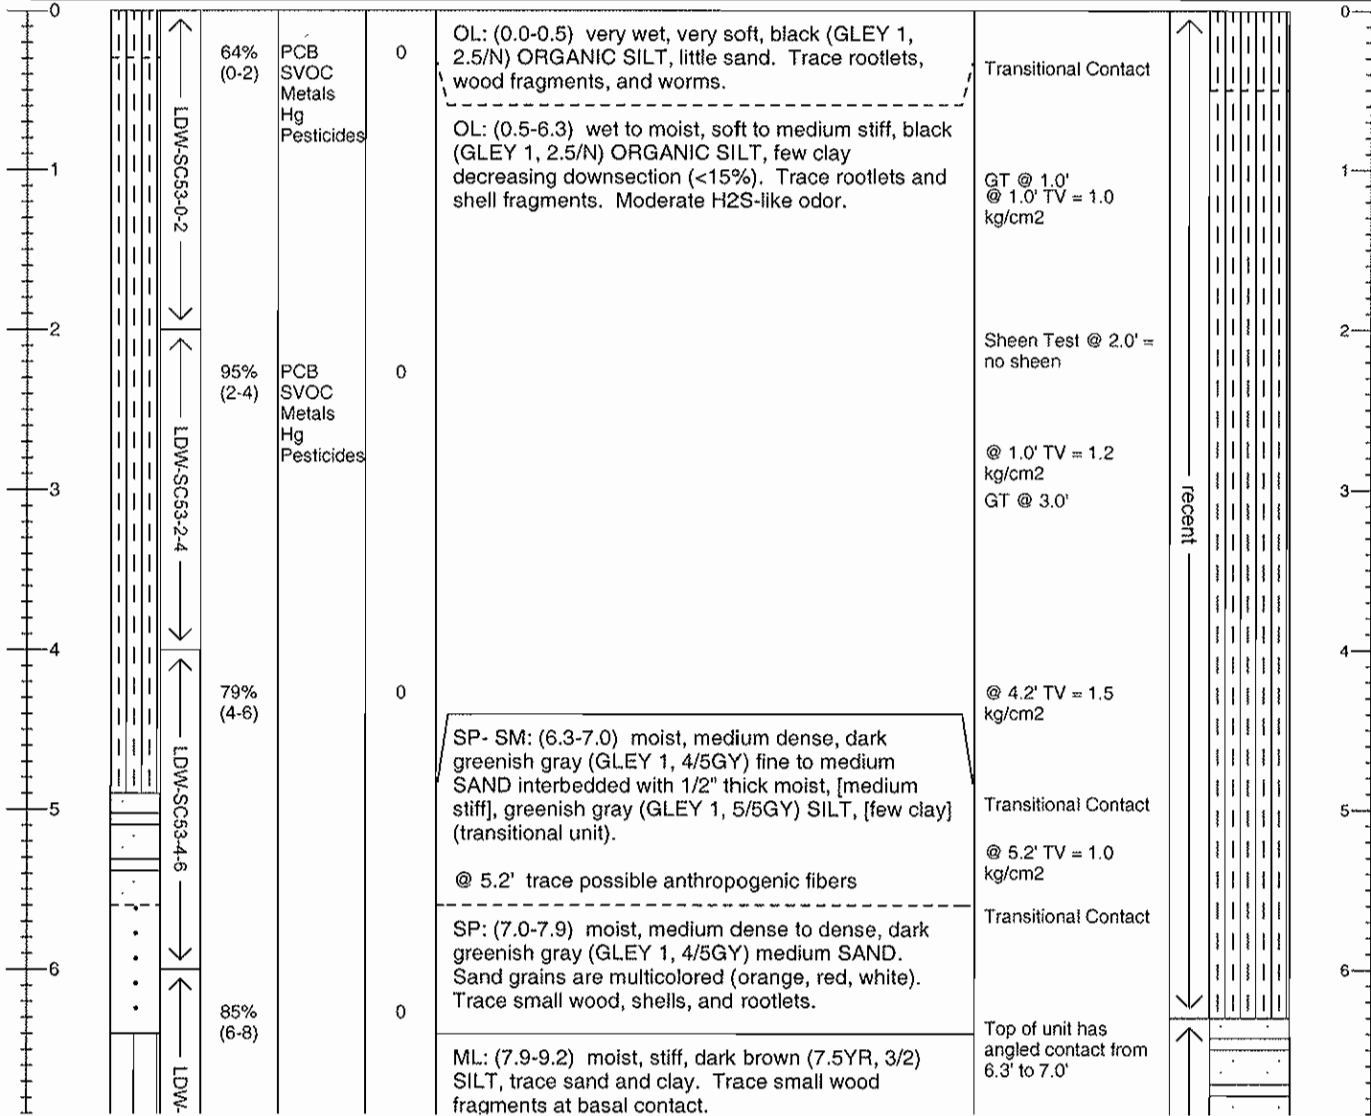 0
1
2
3
4
5
6
LDW-SC53-0-2
LDW-SC53-2-4
LDW-SC53-4-6
LDW-
64%
(0-2)
95%
(2-4)
79%
(4-6)
85%
(6-8)
PCB
SVOC
Metals
Hg
Pesticides
PCB
SVOC
Metals
Hg
Pesticides
0
0
0
0
OL: (0.0-0.5) very wet, very soft, black (GLEY 1,
2.5/N) ORGANIC SILT, little sand. Trace rootlets,
wood fragments, and worms.
OL: (0.5-6.3) wet to moist, soft to medium stiff, black
(GLEY 1, 2.5/N) ORGANIC SILT, few clay
decreasing downsection (<15%). Trace rootlets and
shell fragments. Moderate H2S-like odor.
SP- SM: (6.3-7.0) moist, medium dense, dark
greenish gray (GLEY 1, 4/5GY) fine to medium
SAND interbedded with 1/2" thick moist, [medium
stiff], greenish gray (GLEY 1, 5/5GY) SILT, [few clay]
(transitional unit).
@ 5.2' trace possible anthropogenic fibers
SP: (7.0-7.9) moist, medium dense to dense, dark
greenish gray (GLEY 1, 4/5GY) medium SAND.
Sand grains are multicolored (orange, red, white).
Trace small wood, shells, and rootlets.
ML: (7.9-9.2) moist, stiff, dark brown (7.5YR, 3/2)
SILT, trace sand and clay. Trace small wood
fragments at basal contact.
Transitional Contact
GT @ 1.0'
@ 1.0' TV = 1.0
kg/cm2
Sheen Test @ 2.0' =
no sheen
@ 1.0' TV = 1.2
kg/cm2
GT @ 3.0'
@ 4.2' TV = 1.5
kg/cm2
Transitional Contact
@ 5.2' TV = 1.0
kg/cm2
Transitional Contact
Top of unit has
angled contact from
6.3' to 7.0'
recent
0
1
2
3
4
5
6